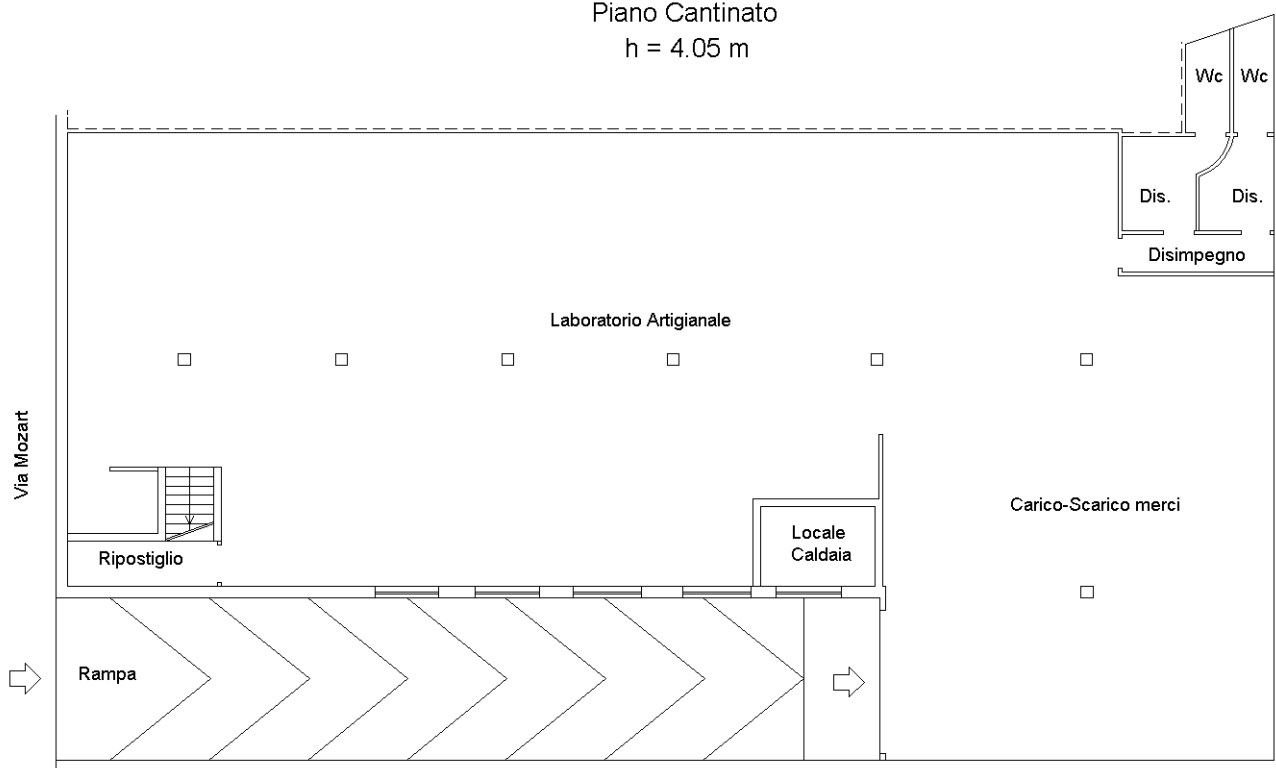 Piano Cantinato
h = 4.05 m
Wc
Wc
Dis.
Dis.
Disimpegno
Laboratorio Artigianale
Via Mozart
Carico-Scarico merci
Locale
Caldaia
Ripostiglio
Rampa